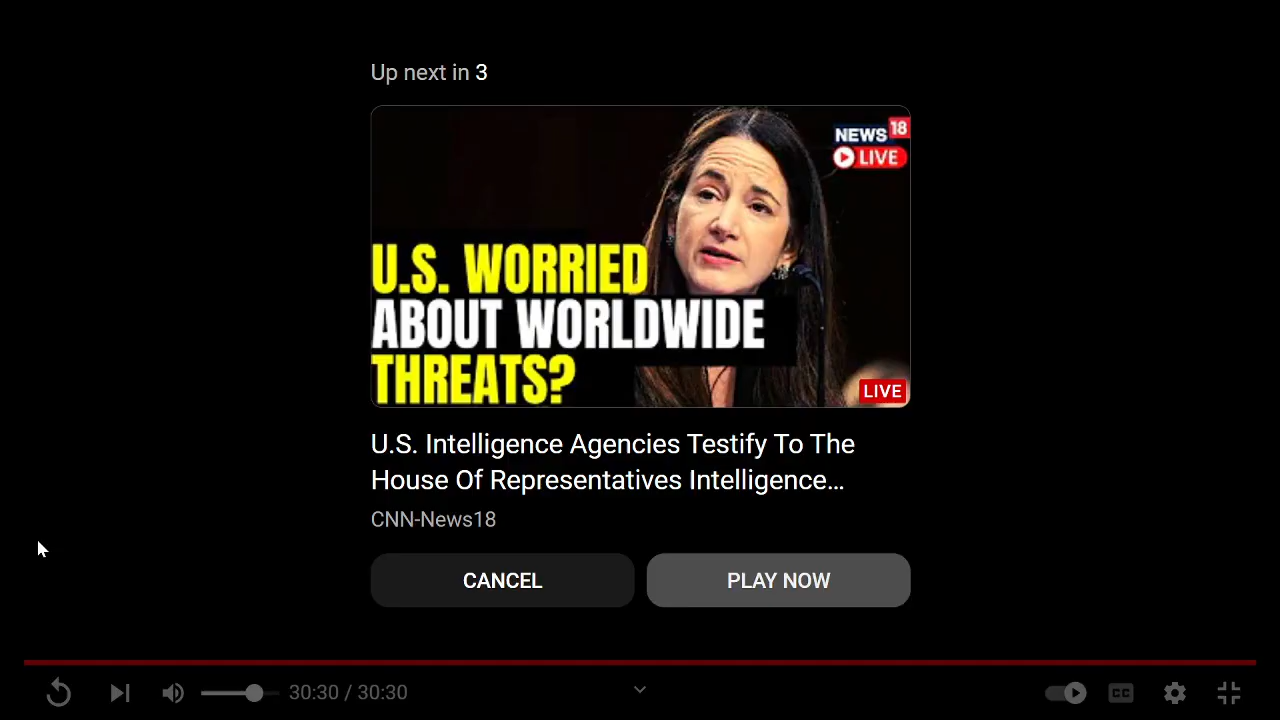 Up next in 3
NEWS 18
LIVE
U.S. WORRIED
ABOUT WORLDWIDE
THREATS?
LIVE
U.S. Intelligence Agencies Testify To The
House Of Representatives Intelligence...
CNN-News18
CANCEL
PLAY NOW
30:30 / 30:30
CC